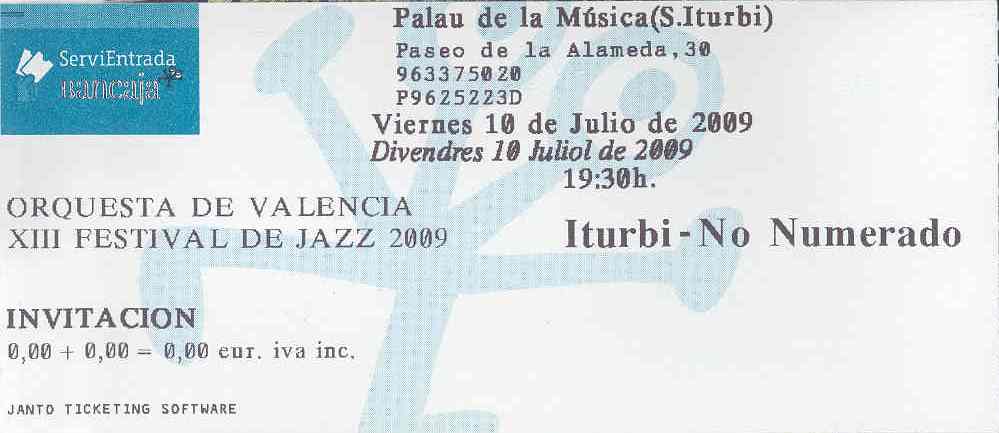 ServiEntrada
Bancaja
Palau de la Música(S.Iturbi)
Paseo de la Alameda,30
963375020
P9625223D
Viernes 10 de Julio de 2009
Divendres 10 Juliol de 2009
19:30h.
ORQUESTA DE VALENCIA
XIII FESTIVAL DE JAZZ 2009
Iturbi-No Numerado
INVITACION
0,00 + 0,00 = 0,00 eur. iva inc.
JANTO TICKETING SOFTWARE